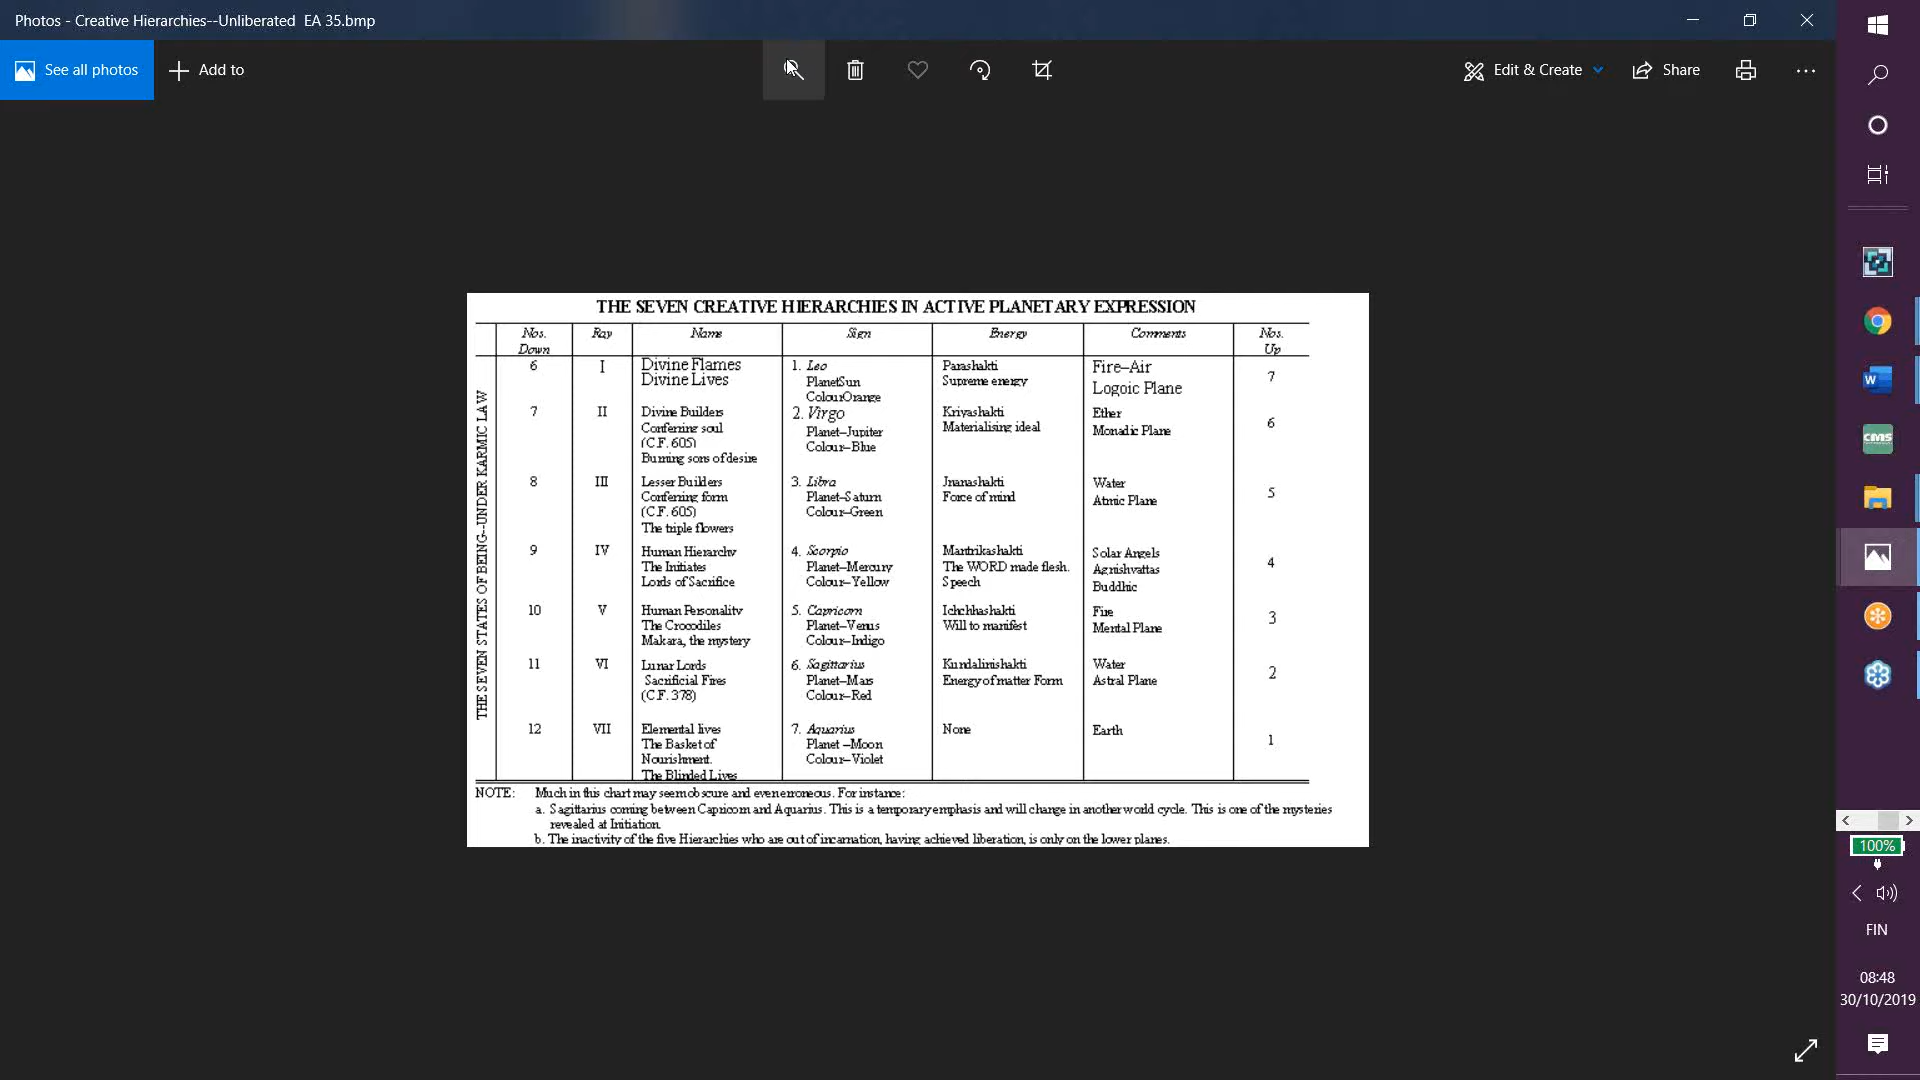 Photos - Creative Hierarchies--Unliberated EA 35.bmp
See all photos
Add to
Edit & Create
Share
THE SEVEN CREATIVE HIERARCHIES IN ACTIVE PLANETARY EXPRESSION
Nos. Down Ray Name Sign Energy Comments Nos. Up
THE SEVEN STATES OF BEING--UNDER KARMIC LAW
6 I Divine Flames 1. Leo Parashakti Fire–Air 7
Divine Lives PlanetSun Supreme energy Logoic Plane
ColourOrange
7 II Divine Builders 2. Virgo Kriyashakti Ether 6
Conferring soul Planet–Jupiter Materialising ideal Monadic Plane
(C.F. 605) Colour–Blue
Burning sons of desire
8 III Lesser Builders 3. Libra Jnanashakti Water 5
Conferring form Planet–Saturn Force of mind Atmic Plane
(C.F. 605) Colour–Green
The triple flowers
9 IV Human Hierarchy 4. Scorpio Mantrikashakti Solar Angels 4
The Initiates Planet–Mercury The WORD made flesh. Agnishvattas
Lords of Sacrifice Colour–Yellow Speech Buddhic
10 V Human Personality 5. Capricorn Ichchhashakti Fire 3
The Crocodiles Planet–Venus Will to manifest Mental Plane
Makara, the mystery Colour–Indigo
11 VI Lunar Lords 6. Sagittarius Kundalinishakti Water 2
Sacrificial Fires Planet–Mars Energy of matter Form Astral Plane
(C.F. 378) Colour–Red
12 VII Elemental lives 7. Aquarius None Earth 1
The Basket of Planet –Moon
Nourishment. Colour–Violet
The Blinded Lives
NOTE: Much in this chart may seem obscure and even erroneous. For instance:
a. Sagittarius coming between Capricorn and Aquarius. This is a temporary emphasis and will change in another world cycle. This is one of the mysteries
revealed at Initiation.
b. The inactivity of the five Hierarchies who are out of incarnation, having achieved liberation, is only on the lower planes.
W
cms
100%
FIN
08:48
30/10/2019